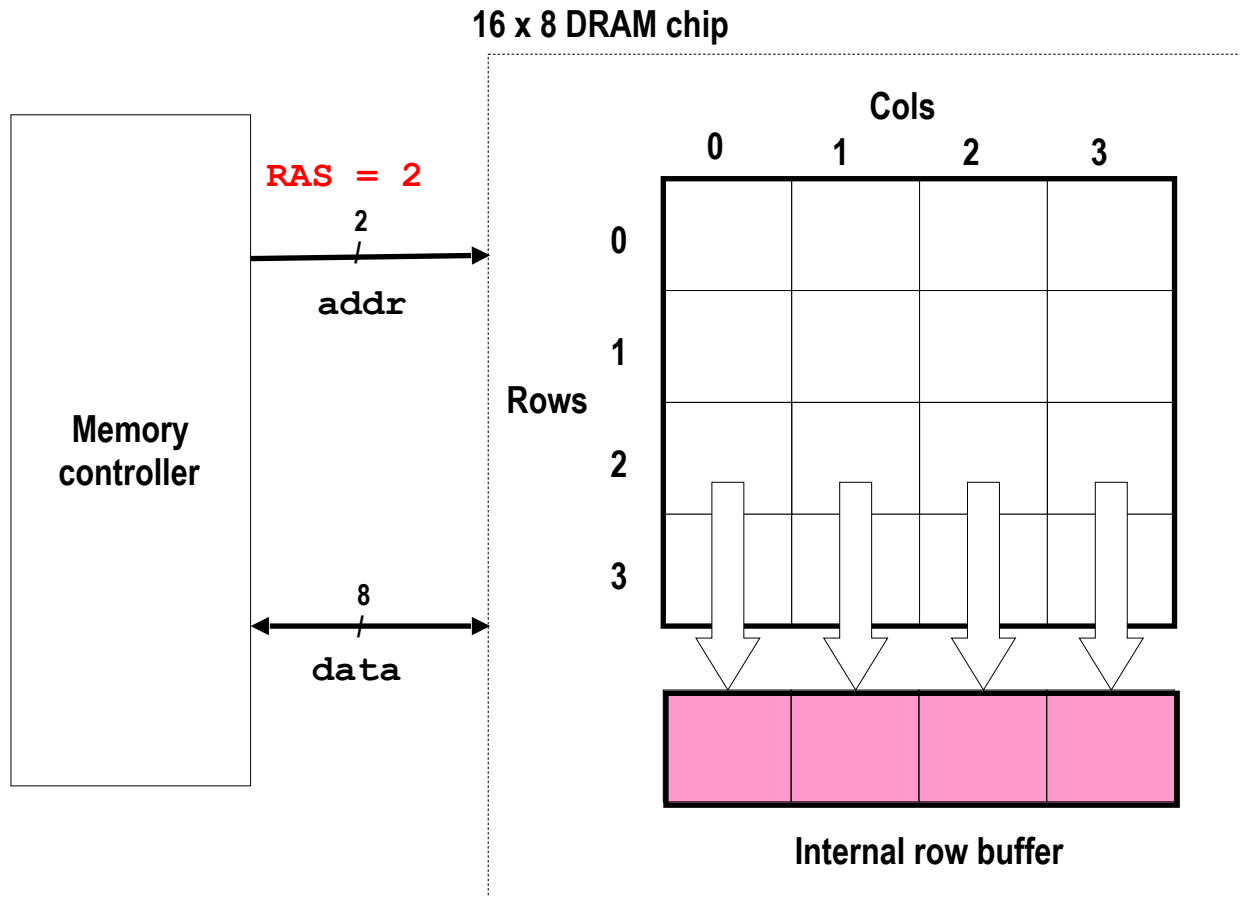 16 x 8 DRAM chip
Cols
0 1 2 3
RAS = 2
2
addr
0
1
Rows
2
3
Memory
controller
8
data
Internal row buffer